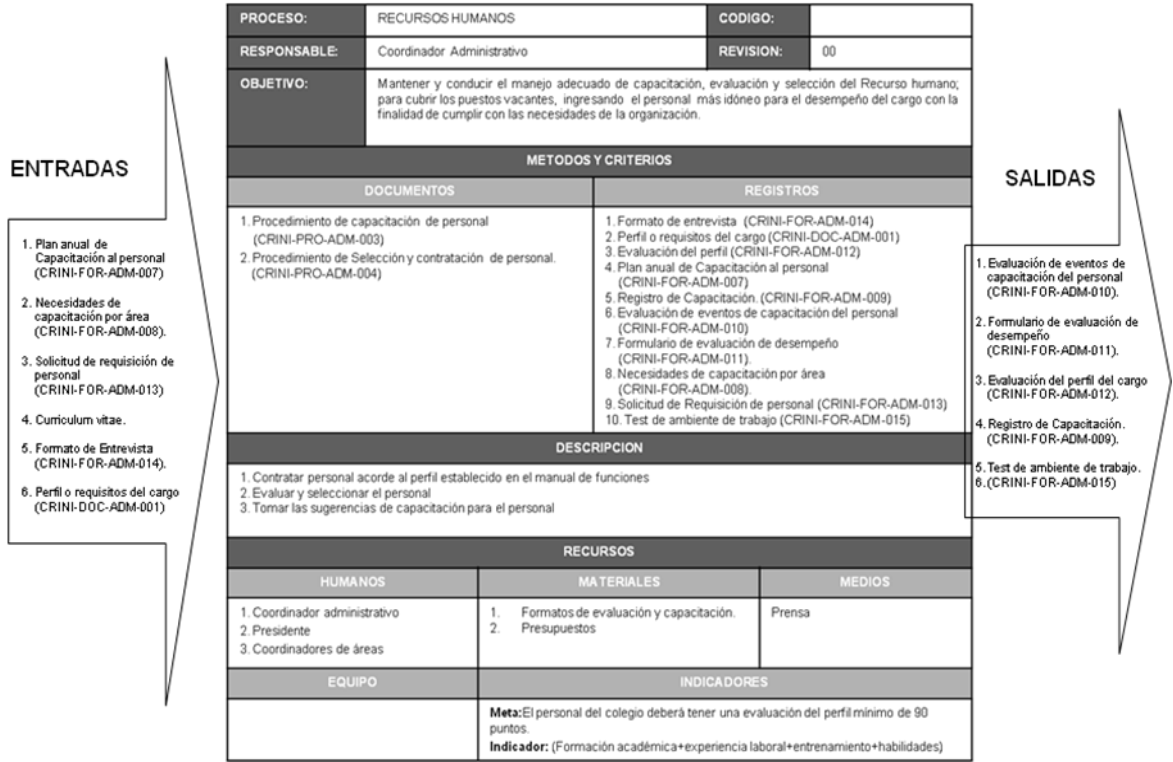 PROCESO: RECURSOS HUMANOS CODIGO:
RESPONSABLE: Coordinador Administrativo REVISION: 00
OBJETIVO: Mantener y conducir el manejo adecuado de capacitación, evaluación y selección del Recurso humano;
para cubrir los puestos vacantes, ingresando el personal más idóneo para el desempeño del cargo con la
finalidad de cumplir con las necesidades de la organización.
ENTRADAS
1. Plan anual de
Capacitación al personal
(CRINI-FOR-ADM-007)
2. Necesidades de
capacitación por área
(CRINI-FOR-ADM-008).
3. Solicitud de requisición de
personal
(CRINI-FOR-ADM-013)
4. Curriculum vitae.
5. Formato de Entrevista
(CRINI-FOR-ADM-014).
6. Perfil o requisitos del cargo
(CRINI-DOC-ADM-001)
METODOS Y CRITERIOS
DOCUMENTOS
1. Procedimiento de capacitación de personal
(CRINI-PRO-ADM-003)
2. Procedimiento de Selección y contratación de personal.
(CRINI-PRO-ADM-004)
REGISTROS
1. Formato de entrevista (CRINI-FOR-ADM-014)
2. Perfil o requisitos del cargo (CRINI-DOC-ADM-001)
3. Evaluación del perfil (CRINI-FOR-ADM-012)
4. Plan anual de Capacitación al personal
(CRINI-FOR-ADM-007)
5. Registro de Capacitación. (CRINI-FOR-ADM-009)
6. Evaluación de eventos de capacitación del personal
(CRINI-FOR-ADM-010)
7. Formulario de evaluación de desempeño
(CRINI-FOR-ADM-011).
8. Necesidades de capacitación por área
(CRINI-FOR-ADM-008).
9. Solicitud de Requisición de personal (CRINI-FOR-ADM-013)
10. Test de ambiente de trabajo (CRINI-FOR-ADM-015)
DESCRIPCION
1. Contratar personal acorde al perfil establecido en el manual de funciones
2. Evaluar y seleccionar el personal
3. Tomar las sugerencias de capacitación para el personal
RECURSOS
HUMANOS
1. Coordinador administrativo
2. Presidente
3. Coordinadores de áreas
MATERIALES
1. Formatos de evaluación y capacitación.
2. Presupuestos
MEDIOS
Prensa
EQUIPO
INDICADORES
Meta:El personal del colegio deberá tener una evaluación del perfil mínimo de 90
puntos.
Indicador: (Formación académica+experiencia laboral+entrenamiento+habilidades)
SALIDAS
1. Evaluación de eventos de
capacitación del personal
(CRINI-FOR-ADM-010).
2. Formulario de evaluación de
desempeño
(CRINI-FOR-ADM-011).
3. Evaluación del perfil del cargo
(CRINI-FOR-ADM-012).
4. Registro de Capacitación.
(CRINI-FOR-ADM-009).
5. Test de ambiente de trabajo.
6. (CRINI-FOR-ADM-015)